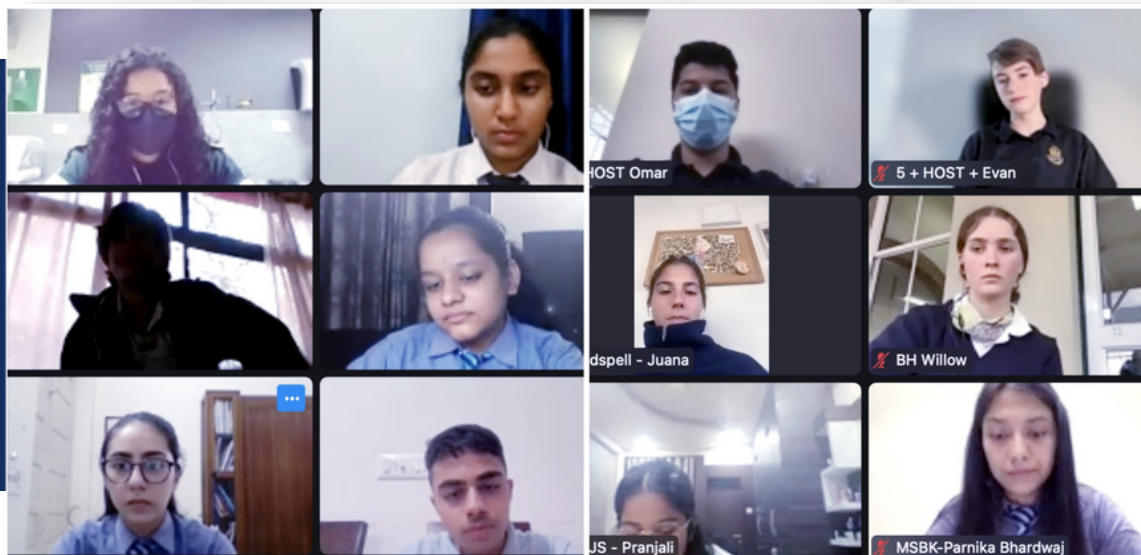 HOST Omar
5 + HOST + Evan
dspell - Juana
BH Willow
JS - Pranjali
MSBK-Parnika Bhardwaj